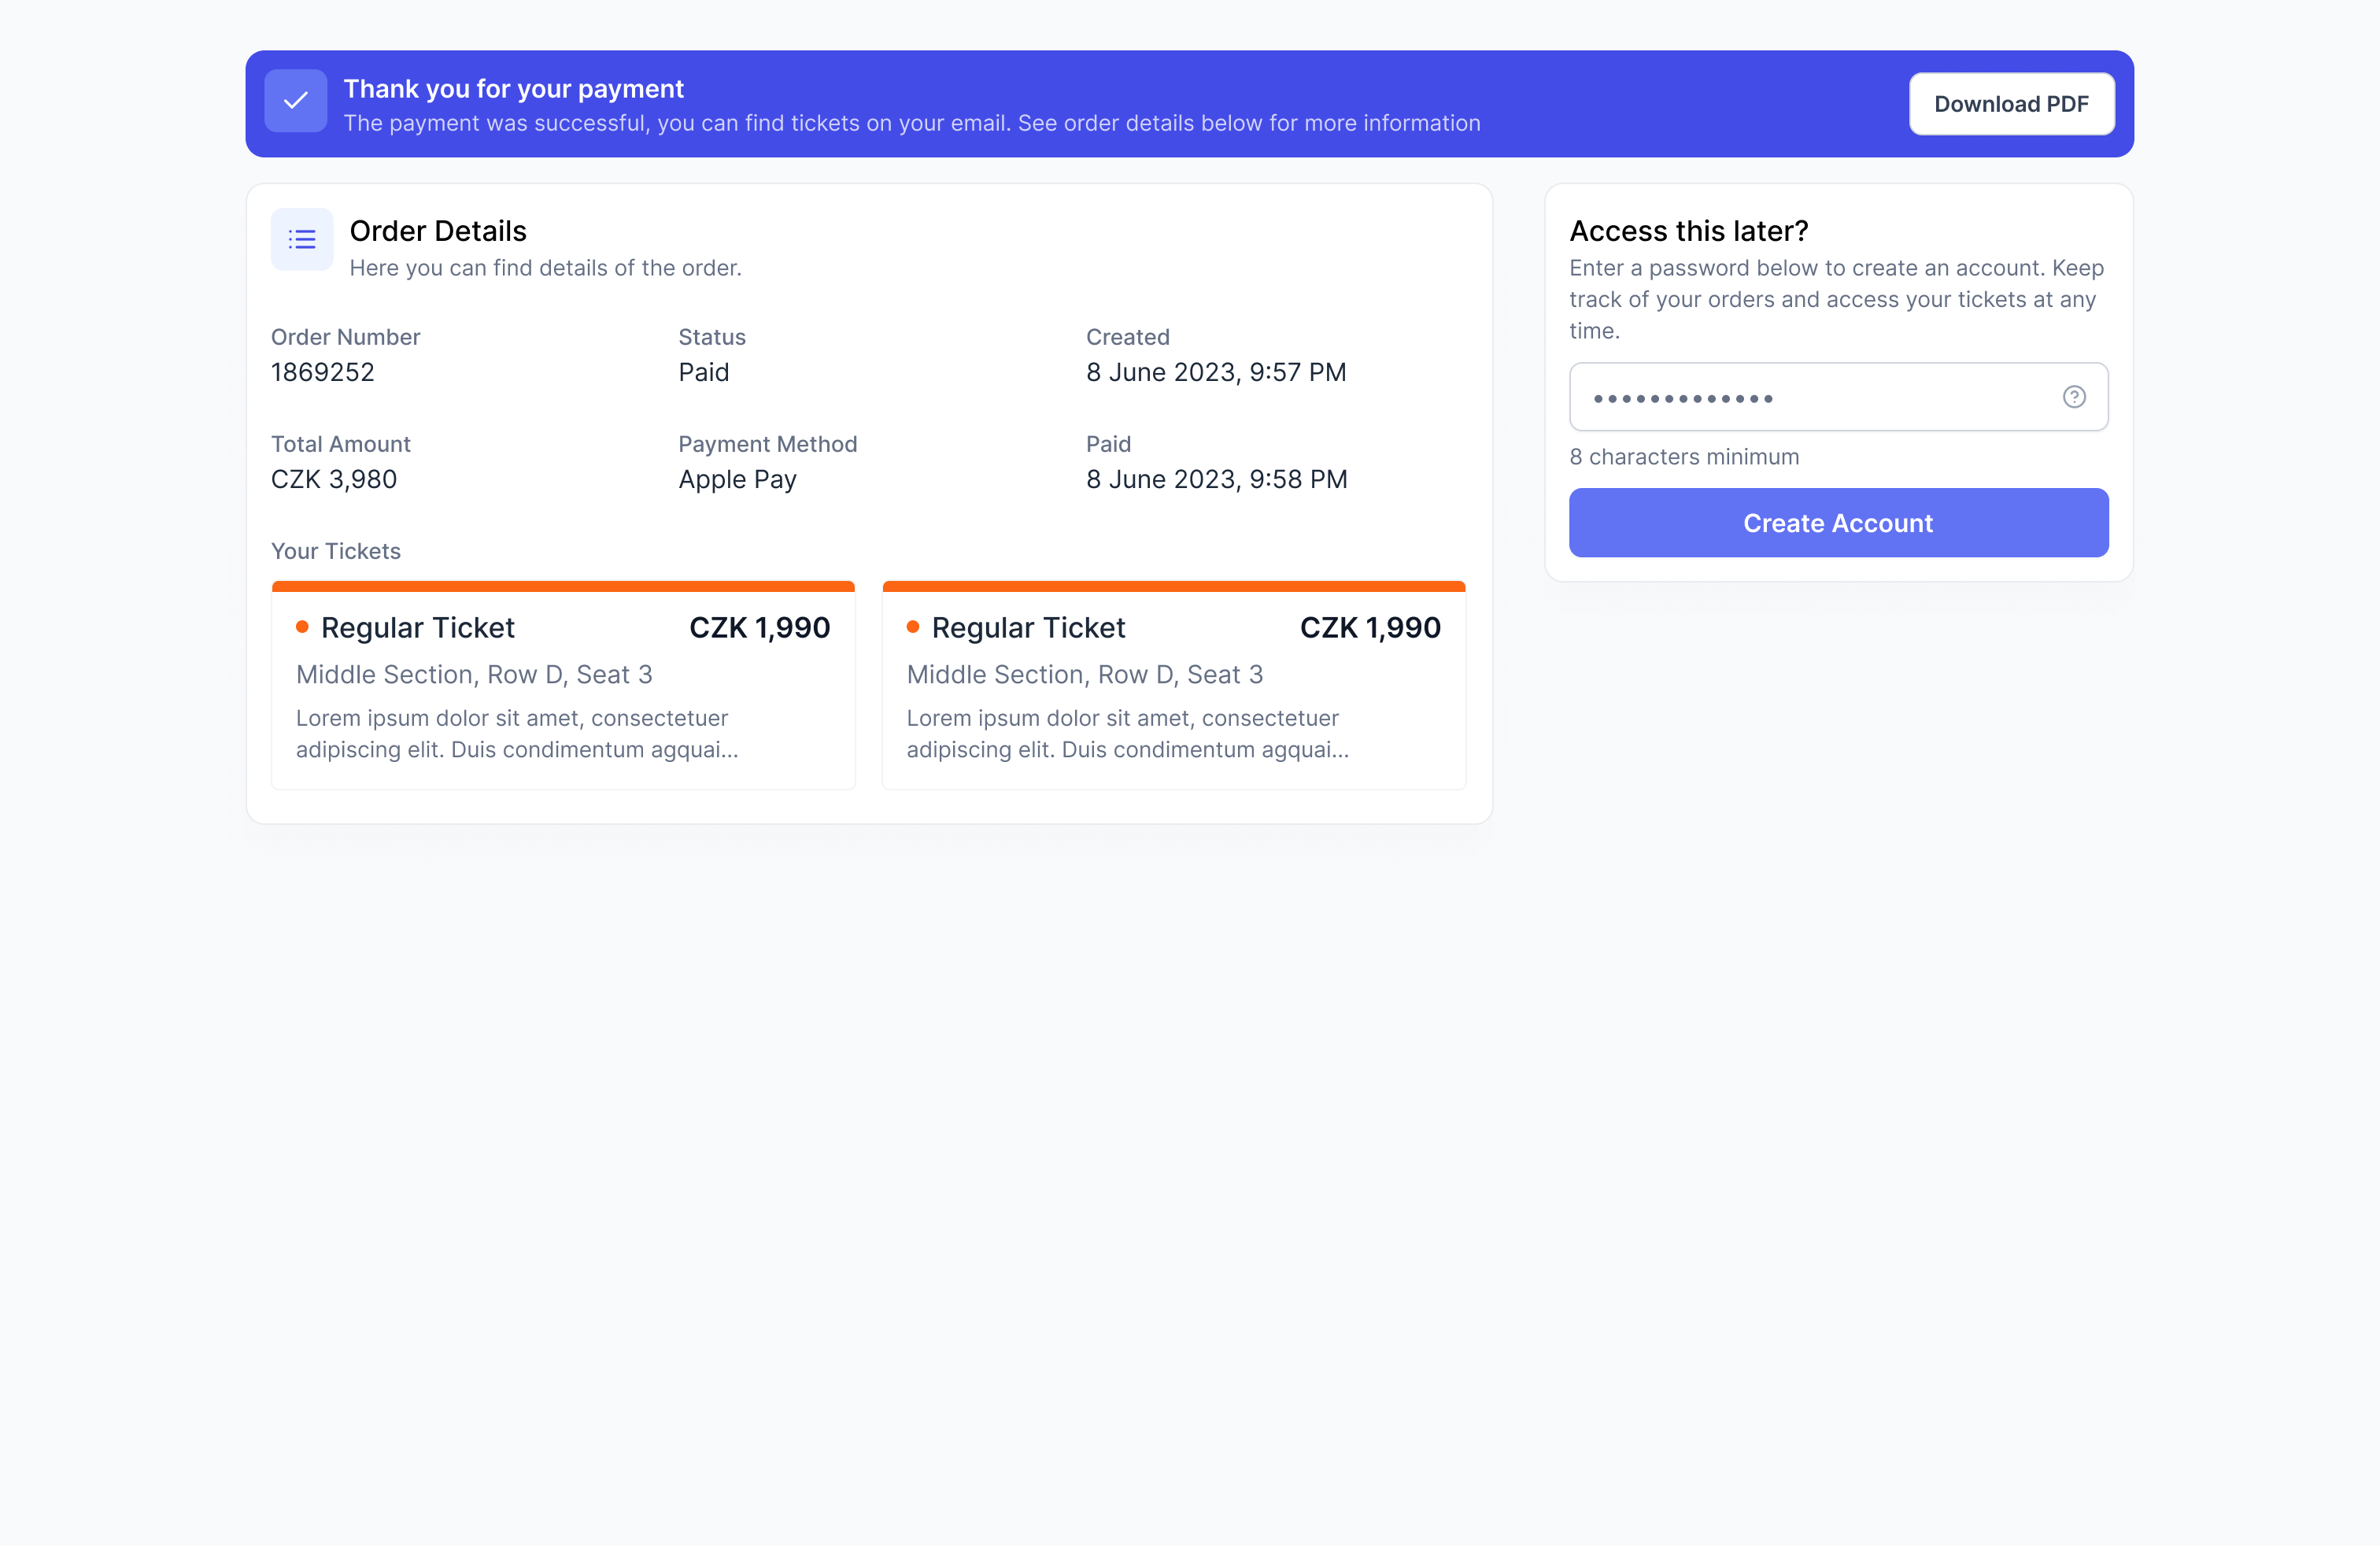 Thank you for your payment
The payment was successful, you can find tickets on your email. See order details below for more information
Download PDF
Order Details
Here you can find details of the order.
Order Number
1869252
Status
Paid
Created
8 June 2023, 9:57 PM
Total Amount
CZK 3,980
Payment Method
Apple Pay
Paid
8 June 2023, 9:58 PM
Your Tickets
Regular Ticket
CZK 1,990
Middle Section, Row D, Seat 3
Lorem ipsum dolor sit amet, consectetuer
adipiscing elit. Duis condimentum agquai...
Regular Ticket
CZK 1,990
Middle Section, Row D, Seat 3
Lorem ipsum dolor sit amet, consectetuer
adipiscing elit. Duis condimentum agquai...
Access this later?
Enter a password below to create an account. Keep
track of your orders and access your tickets at any
time.
•••••••••••••
8 characters minimum
Create Account